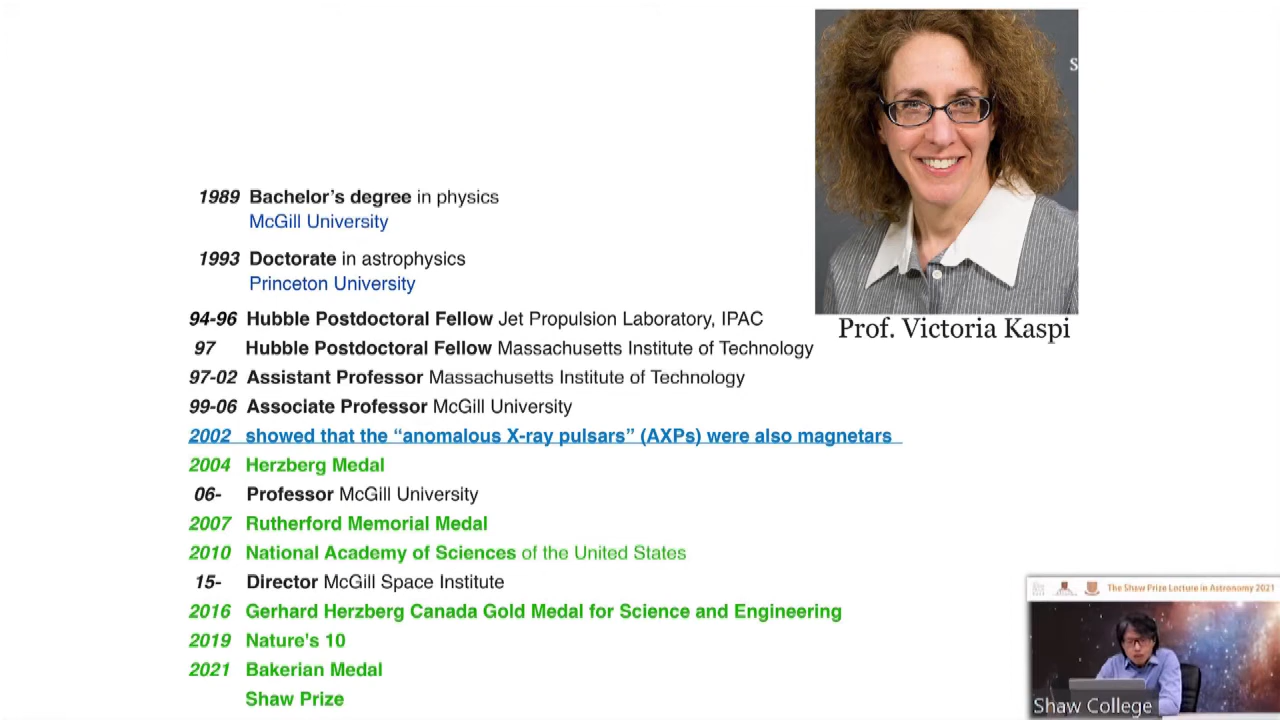 S
Prof. Victoria Kaspi
1989 Bachelor's degree in physics
McGill University
1993 Doctorate in astrophysics
Princeton University
94-96 Hubble Postdoctoral Fellow Jet Propulsion Laboratory, IPAC
97 Hubble Postdoctoral Fellow Massachusetts Institute of Technology
97-02 Assistant Professor Massachusetts Institute of Technology
99-06 Associate Professor McGill University
2002 showed that the “anomalous X-ray pulsars” (AXPs) were also magnetars
2004 Herzberg Medal
06- Professor McGill University
2007 Rutherford Memorial Medal
2010 National Academy of Sciences of the United States
15- Director McGill Space Institute
2016 Gerhard Herzberg Canada Gold Medal for Science and Engineering
2019 Nature's 10
2021 Bakerian Medal
Shaw Prize
The Shaw Prize Lecture in Astronomy 2021
Shaw College